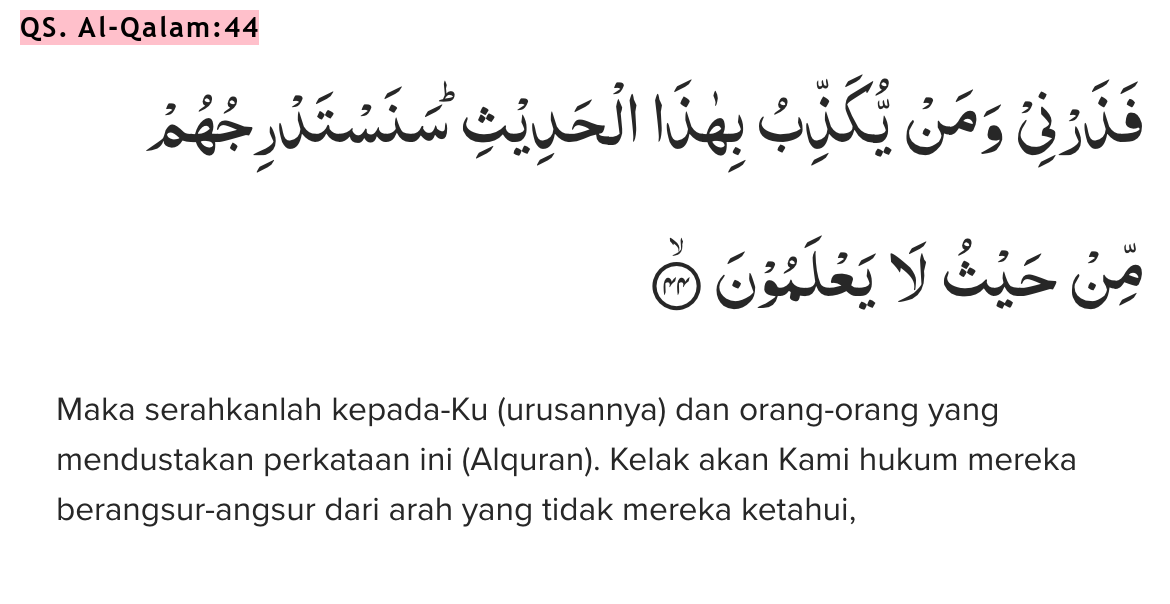 QS. Al-Qalam:44
فَذَرْنِيْ وَمَنْ يُّكَذِّبُ بِهٰذَا الْحَدِيْثِۗ سَنَسْتَدْرِجُهُمْ
مِّنْ حَيْثُ لَا يَعْلَمُوْنَۙ ۴۴
Maka serahkanlah kepada-Ku (urusannya) dan orang-orang yang
mendustakan perkataan ini (Alquran). Kelak akan Kami hukum mereka
berangsur-angsur dari arah yang tidak mereka ketahui,